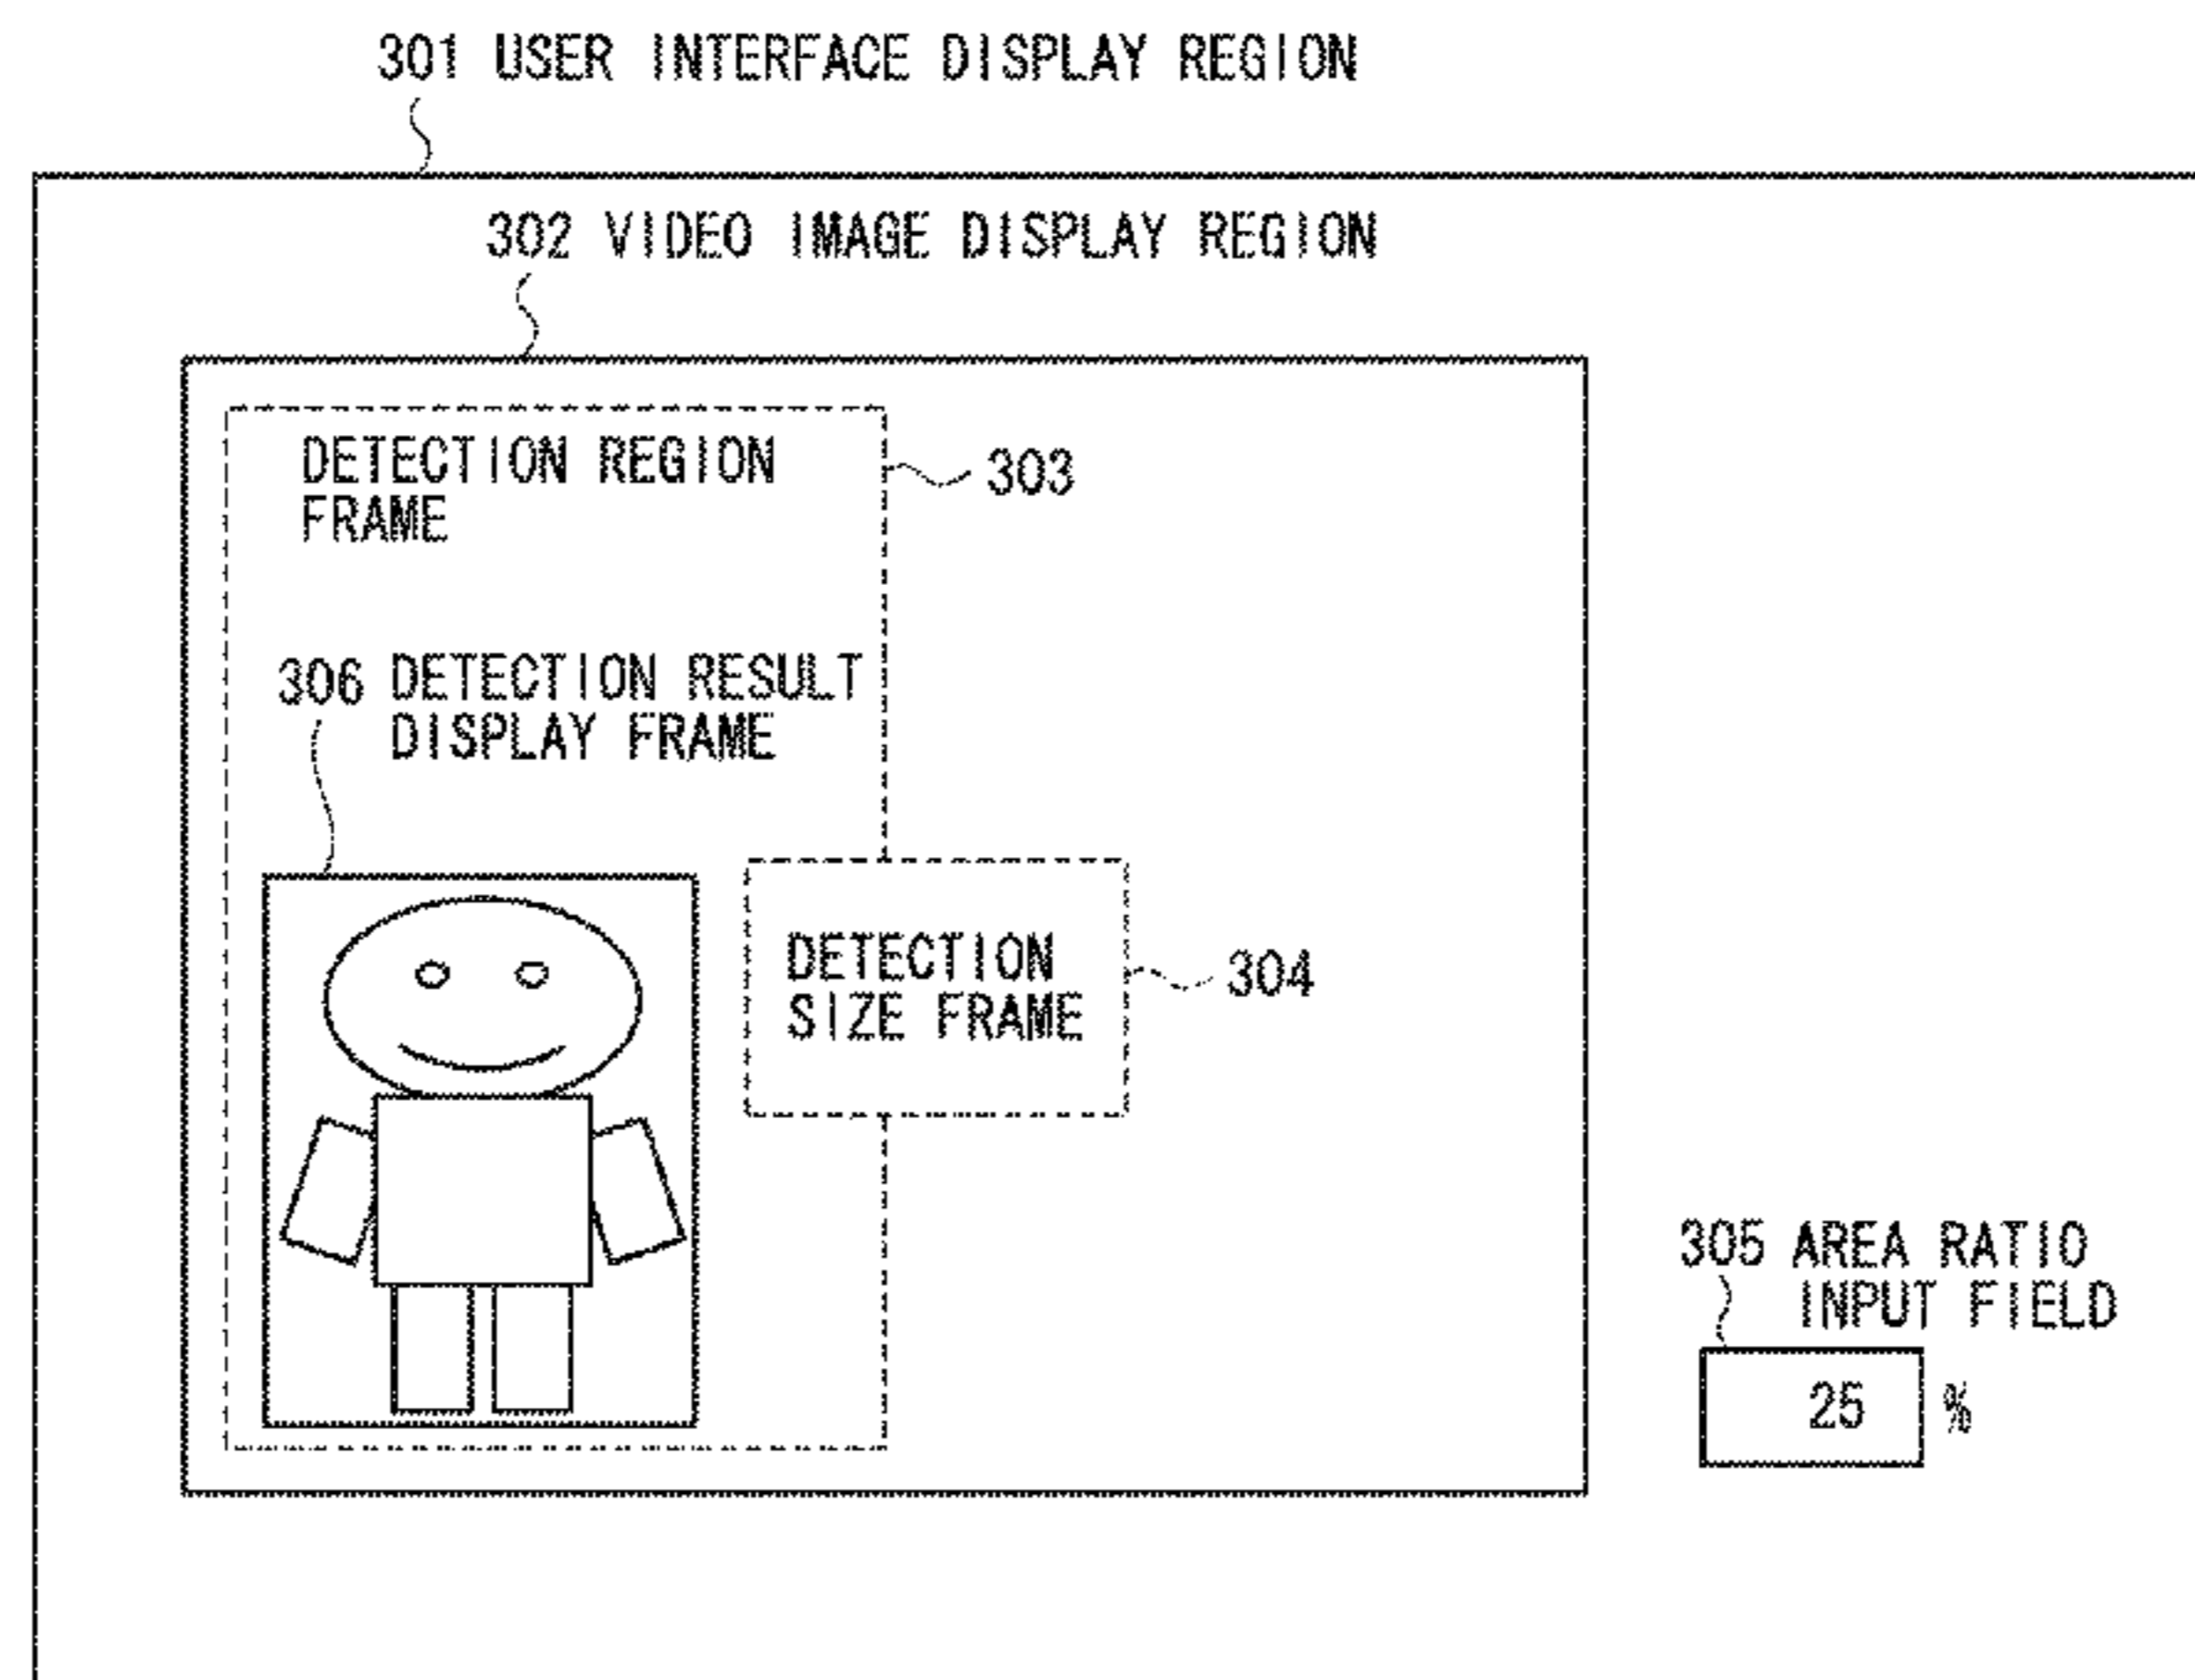 301 USER INTERFACE DISPLAY REGION
302 VIDEO IMAGE DISPLAY REGION
DETECTION REGION
FRAME
303
306 DETECTION RESULT
DISPLAY FRAME
DETECTION
SIZE FRAME
304
305 AREA RATIO
INPUT FIELD
25 %